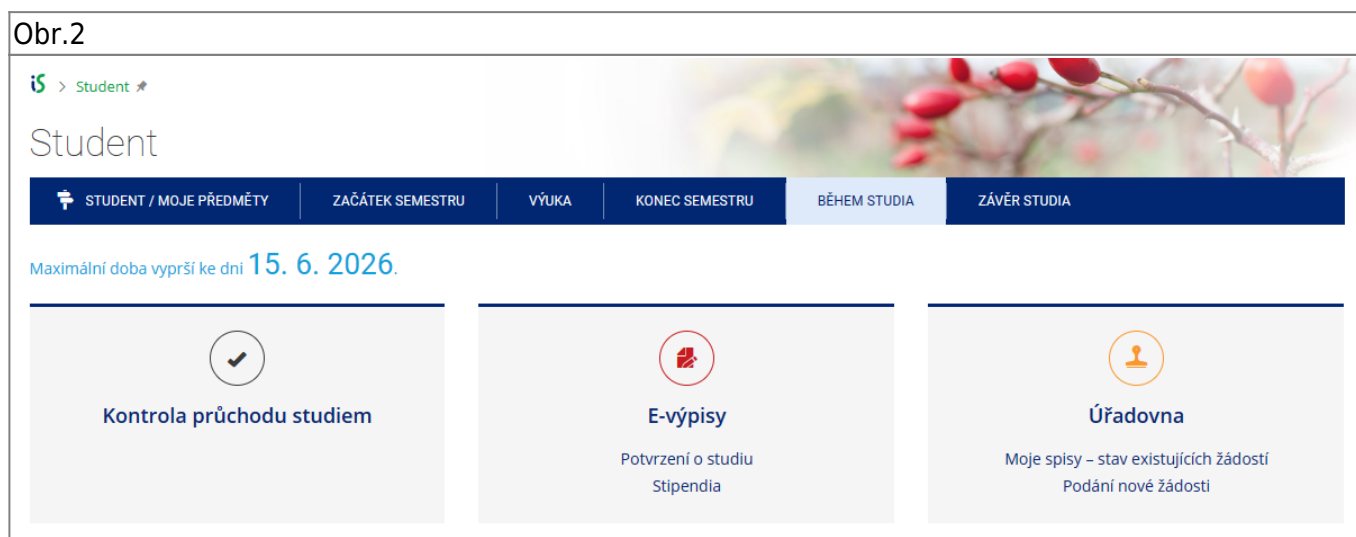 Obr.2
iS > Student
Student
STUDENT / MOJE PŘEDMĚTY ZAČÁTEK SEMESTRU VÝUKA KONEC SEMESTRU BĚHEM STUDIA ZÁVĚR STUDIA
Maximální doba vyprší ke dni 15. 6. 2026.
Kontrola průchodu studiem
E-výpisy
Potvrzení o studiu
Stipendia
Úřadovna
Moje spisy – stav existujících žádostí
Podání nové žádosti